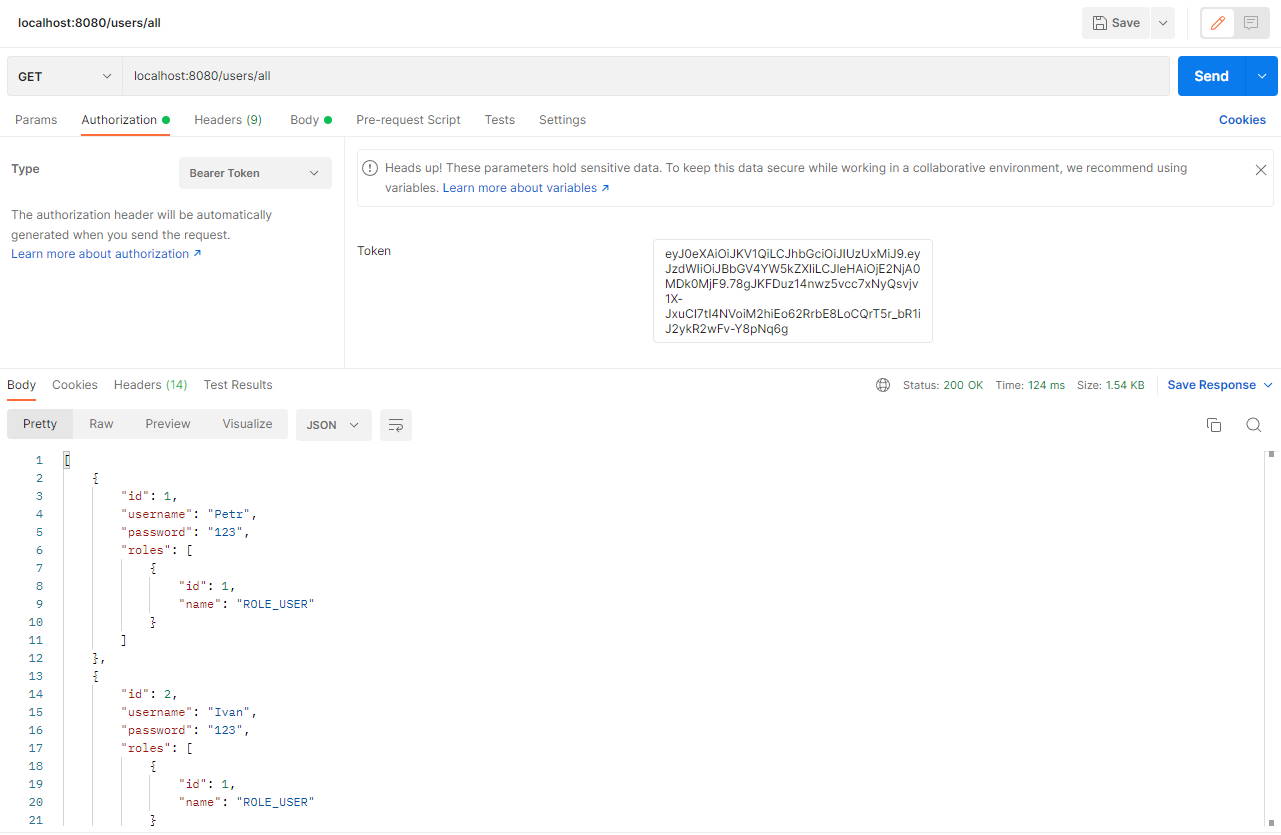 localhost:8080/users/all
Save
GET
localhost:8080/users/all
Send
Params Authorization Headers (9) Body Pre-request Script Tests Settings Cookies
Type
Bearer Token
Heads up! These parameters hold sensitive data. To keep this data secure while working in a collaborative environment, we recommend using
variables. Learn more about variables ↗
The authorization header will be automatically
generated when you send the request.
Learn more about authorization ↗
Token
eyJ0eXAiOiJKV1QiLCJhbGciOiJIUzUxMiJ9.ey
JzdWIiOiJBbGV4YW5kZXIiLCJleHAiOjE2NjA0
MDk0MjF9.78gJKFDuz14nwz5vcc7xNyQsvjv
1X-
JxuCI7tI4NVoiM2hiEo62RrbE8LoCQrT5r_bR1i
J2ykR2wFv-Y8pNq6g
Body Cookies Headers (14) Test Results
Status: 200 OK Time: 124 ms Size: 1.54 KB Save Response
Pretty Raw Preview Visualize JSON
1 [
2 {
3 "id": 1,
4 "username": "Petr",
5 "password": "123",
6 "roles": [
7 {
8 "id": 1,
9 "name": "ROLE_USER"
10 }
11 ]
12 },
13 {
14 "id": 2,
15 "username": "Ivan",
16 "password": "123",
17 "roles": [
18 {
19 "id": 1,
20 "name": "ROLE_USER"
21 }